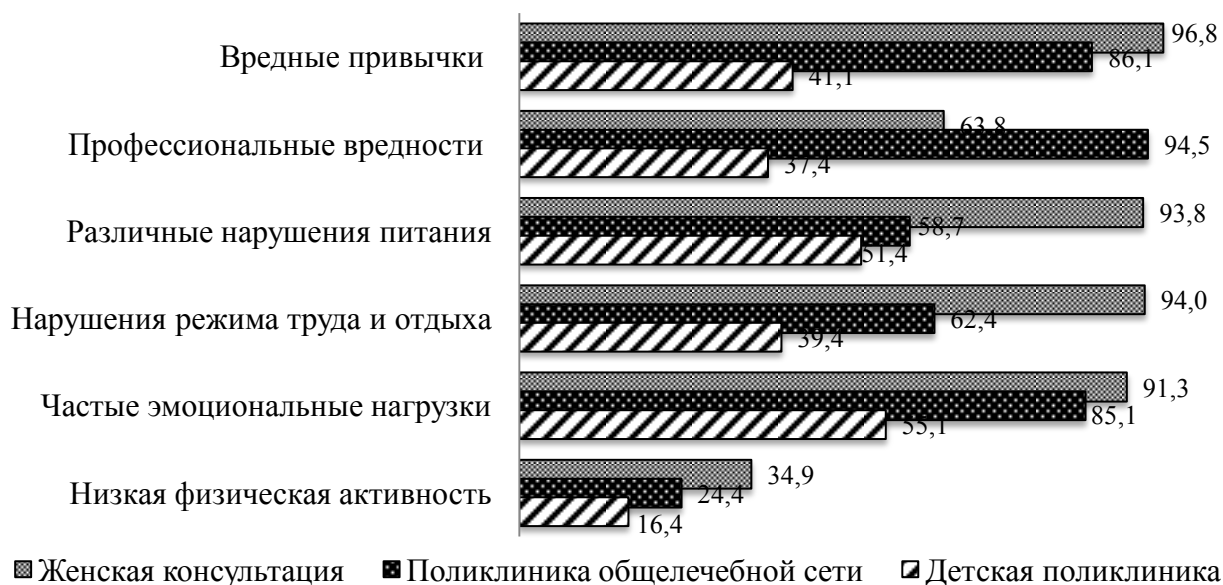 Вредные привычки
96,8
86,1
41,1
Профессиональные вредности
63,8
94,5
37,4
Различные нарушения питания
93,8
58,7
51,4
Нарушения режима труда и отдыха
94,0
62,4
39,4
Частые эмоциональные нагрузки
91,3
85,1
55,1
Низкая физическая активность
34,9
24,4
16,4
Женская консультация Поликлиника общелечебной сети Детская поликлиника